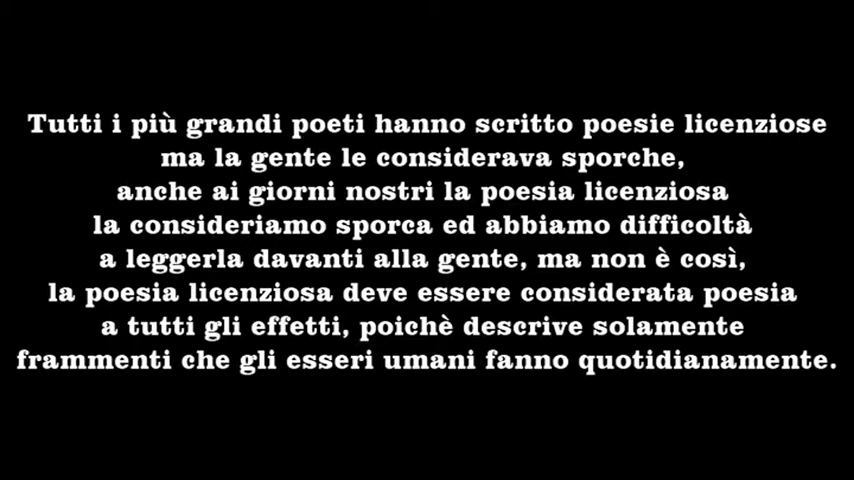 Tutti i più grandi poeti hanno scritto poesie licenziose
ma la gente le considerava sporche,
anche ai giorni nostri la poesia licenziosa
la consideriamo sporca ed abbiamo difficoltà
a leggerla davanti alla gente, ma non è così,
la poesia licenziosa deve essere considerata poesia
a tutti gli effetti, poichè descrive solamente
frammenti che gli esseri umani fanno quotidianamente.